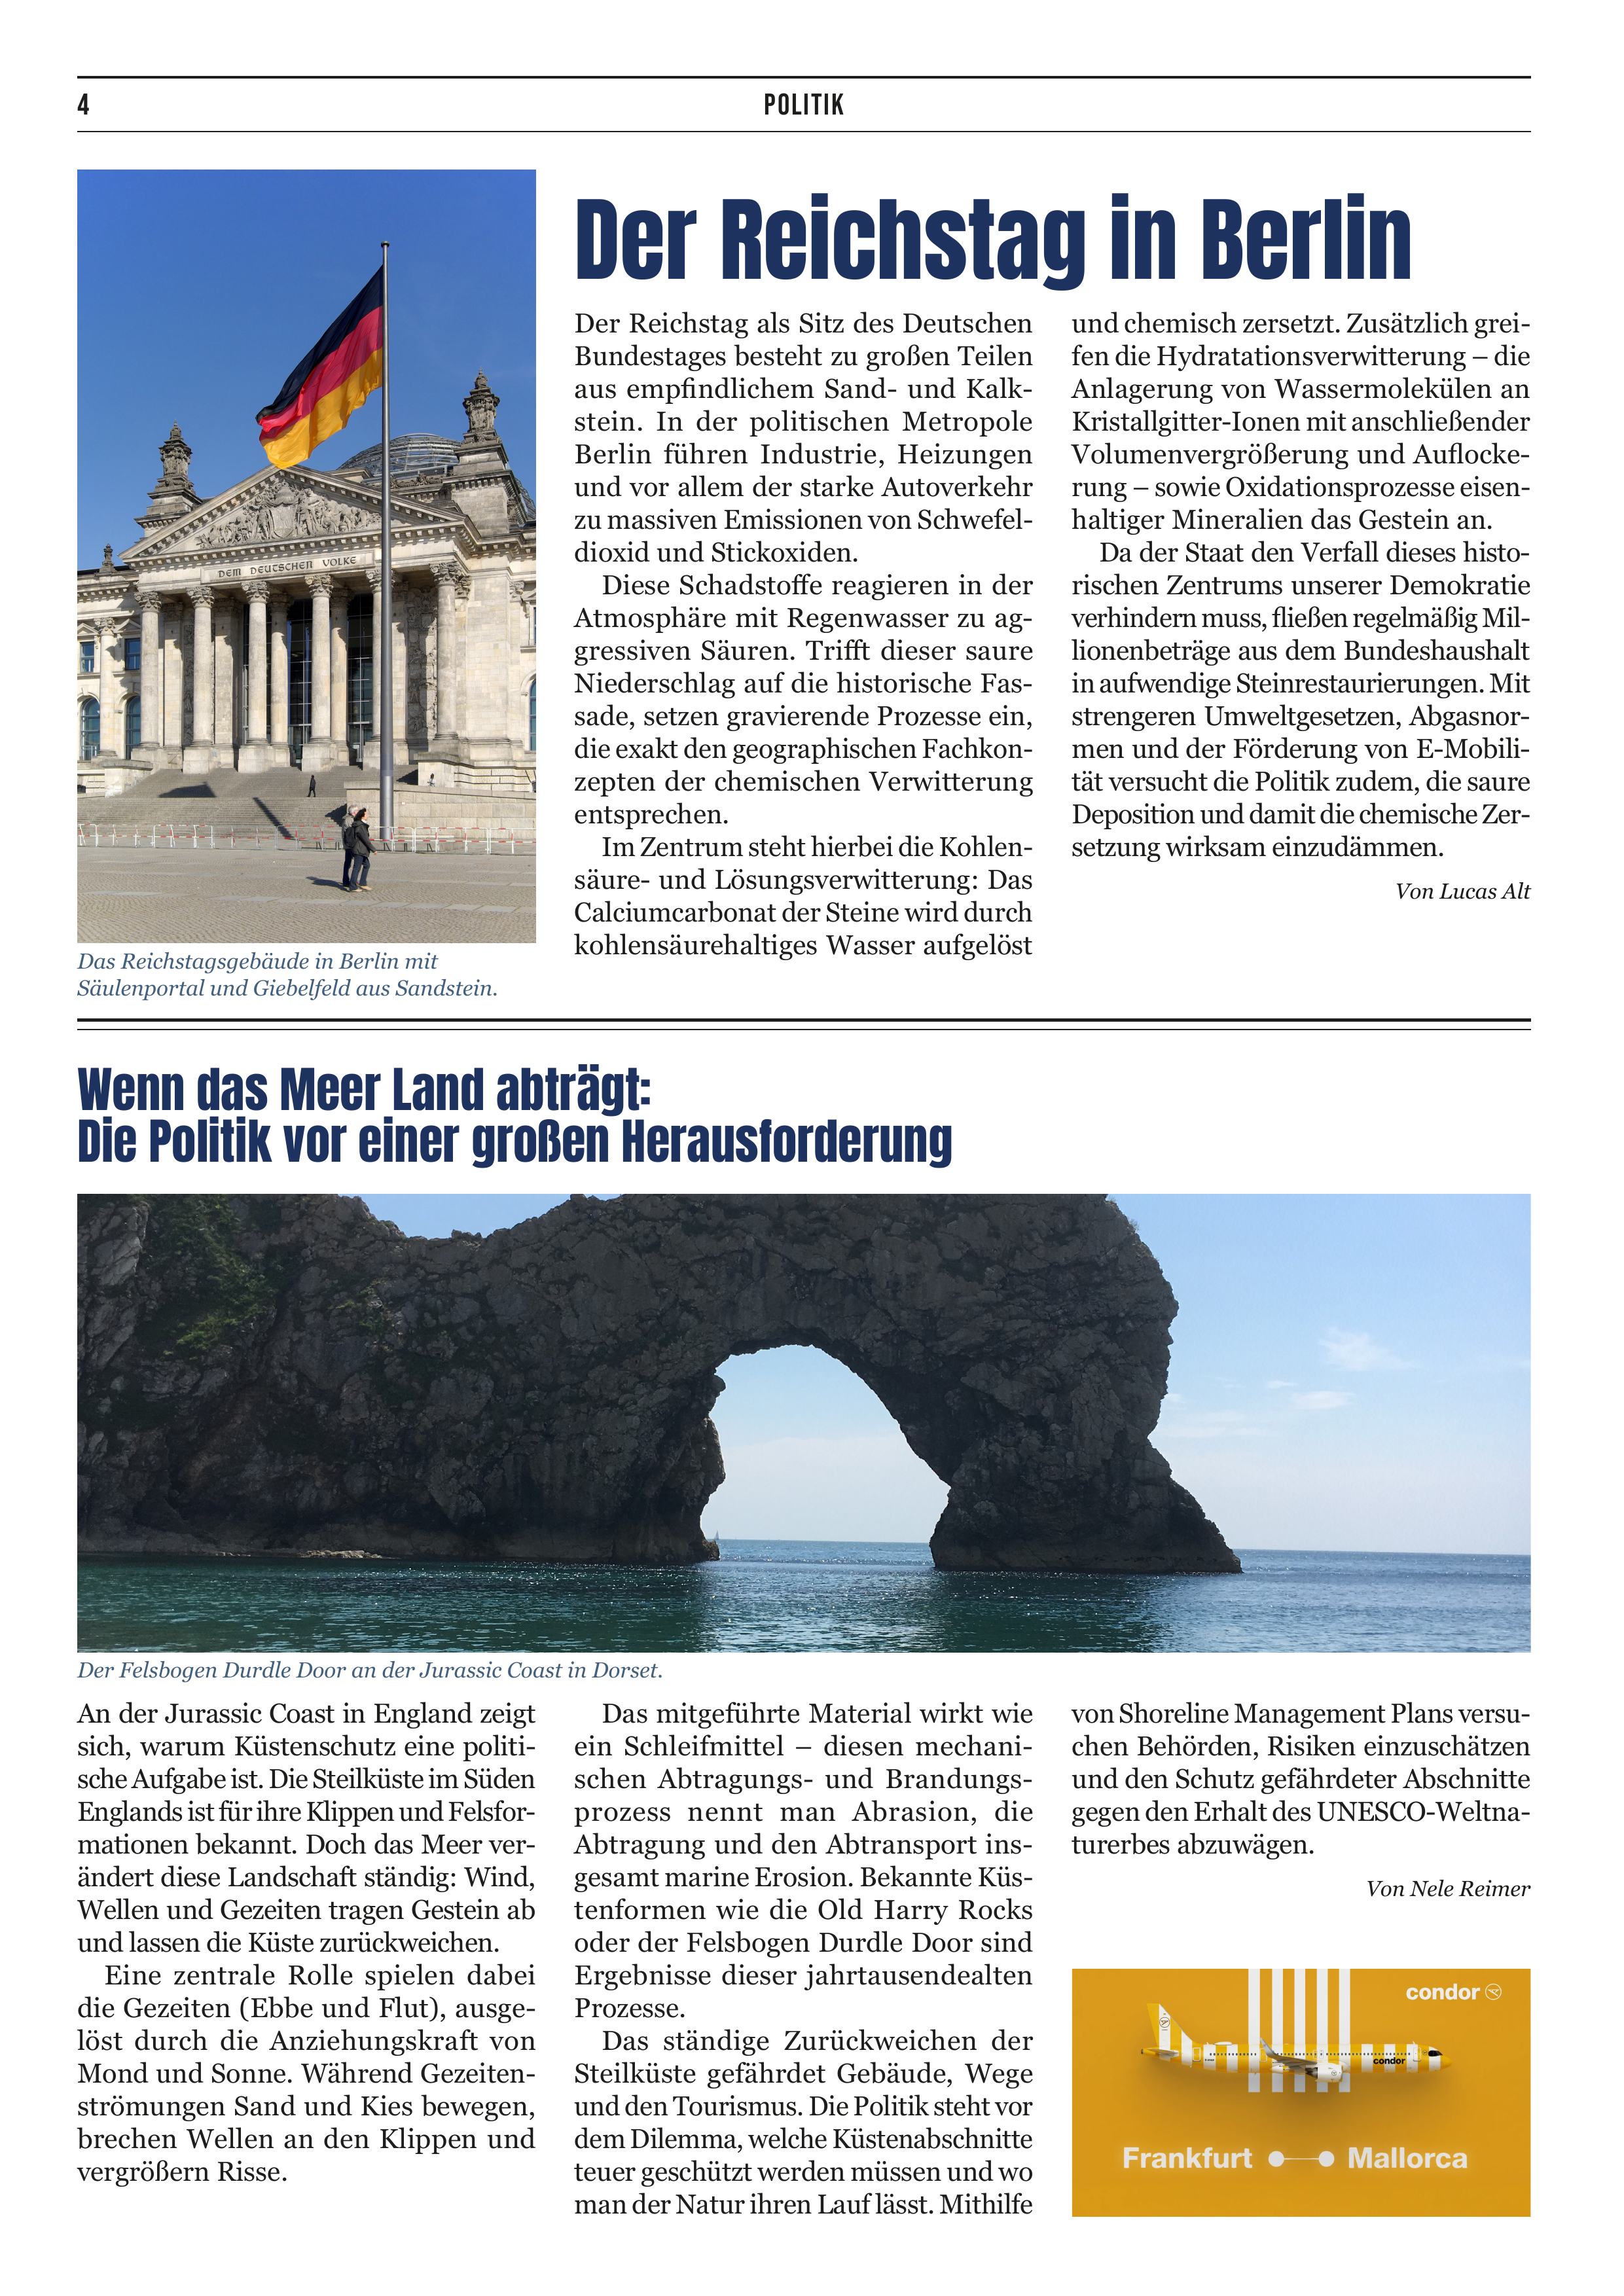 4
POLITIK
DEM DEUTSCHEN VOLKE
Das Reichstagsgebäude in Berlin mit
Säulenportal und Giebelfeld aus Sandstein.
Der Reichstag in Berlin
Der Reichstag als Sitz des Deutschen
Bundestages besteht zu großen Teilen
aus empfindlichem Sand- und Kalk-
stein. In der politischen Metropole
Berlin führen Industrie, Heizungen
und vor allem der starke Autoverkehr
zu massiven Emissionen von Schwefel-
dioxid und Stickoxiden.
Diese Schadstoffe reagieren in der
Atmosphäre mit Regenwasser zu ag-
gressiven Säuren. Trifft dieser saure
Niederschlag auf die historische Fas-
sade, setzen gravierende Prozesse ein,
die exakt den geographischen Fachkon-
zepten der chemischen Verwitterung
entsprechen.
Im Zentrum steht hierbei die Kohlen-
säure- und Lösungsverwitterung: Das
Calciumcarbonat der Steine wird durch
kohlensäurehaltiges Wasser aufgelöst
und chemisch zersetzt. Zusätzlich grei-
fen die Hydratationsverwitterung – die
Anlagerung von Wassermolekülen an
Kristallgitter-Ionen mit anschließender
Volumenvergrößerung und Auflocke-
rung – sowie Oxidationsprozesse eisen-
haltiger Mineralien das Gestein an.
Da der Staat den Verfall dieses histo-
rischen Zentrums unserer Demokratie
verhindern muss, fließen regelmäßig Mil-
lionenbeträge aus dem Bundeshaushalt
in aufwendige Steinrestaurierungen. Mit
strengeren Umweltgesetzen, Abgasnor-
men und der Förderung von E-Mobili-
tät versucht die Politik zudem, die saure
Deposition und damit die chemische Zer-
setzung wirksam einzudämmen.
Von Lucas Alt
Wenn das Meer Land abträgt:
Die Politik vor einer großen Herausforderung
Der Felsbogen Durdle Door an der Jurassic Coast in Dorset.
An der Jurassic Coast in England zeigt
sich, warum Küstenschutz eine politi-
sche Aufgabe ist. Die Steilküste im Süden
Englands ist für ihre Klippen und Felsfor-
mationen bekannt. Doch das Meer ver-
ändert diese Landschaft ständig: Wind,
Wellen und Gezeiten tragen Gestein ab
und lassen die Küste zurückweichen.
Eine zentrale Rolle spielen dabei
die Gezeiten (Ebbe und Flut), ausge-
löst durch die Anziehungskraft von
Mond und Sonne. Während Gezeiten-
strömungen Sand und Kies bewegen,
brechen Wellen an den Klippen und
vergrößern Risse.
Das mitgeführte Material wirkt wie
ein Schleifmittel – diesen mechani-
schen Abtragungs- und Brandungs-
prozess nennt man Abrasion, die
Abtragung und den Abtransport ins-
gesamt marine Erosion. Bekannte Küs-
tenformen wie die Old Harry Rocks
oder der Felsbogen Durdle Door sind
Ergebnisse dieser jahrtausendealten
Prozesse.
Das ständige Zurückweichen der
Steilküste gefährdet Gebäude, Wege
und den Tourismus. Die Politik steht vor
dem Dilemma, welche Küstenabschnitte
teuer geschützt werden müssen und wo
man der Natur ihren Lauf lässt. Mithilfe
von Shoreline Management Plans versu-
chen Behörden, Risiken einzuschätzen
und den Schutz gefährdeter Abschnitte
gegen den Erhalt des UNESCO-Weltna-
turerbes abzuwägen.
Von Nele Reimer
condor
condor
Frankfurt Mallorca